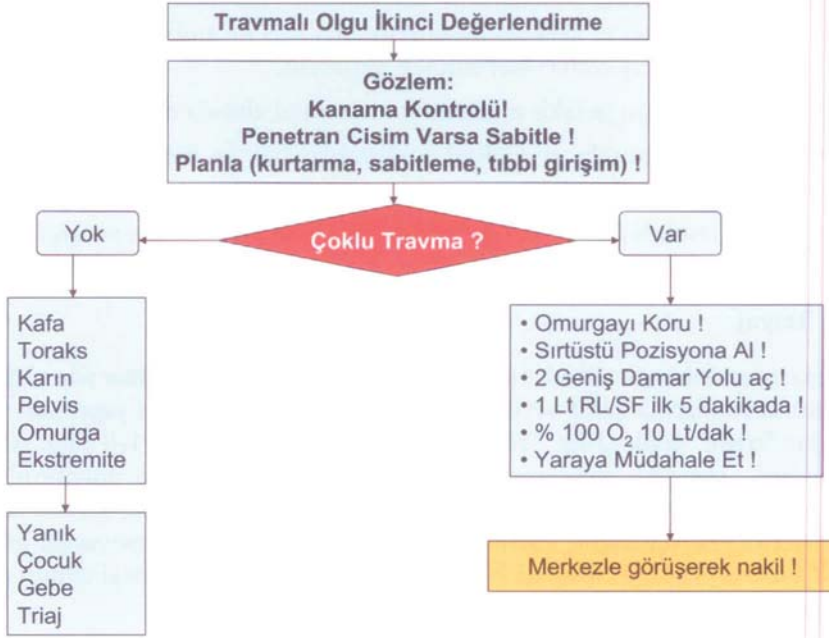 Travmalı Olgu İkinci Değerlendirme
Gözlem:
Kanama Kontrolü!
Penetran Cisim Varsa Sabitle !
Planla (kurtarma, sabitleme, tıbbi girişim) !
Çoklu Travma ?
Yok
Var
Kafa
Toraks
Karın
Pelvis
Omurga
Ekstremite
Yanık
Çocuk
Gebe
Triaj
• Omurgayı Koru !
• Sırtüstü Pozisyona Al !
• 2 Geniş Damar Yolu aç !
• 1 Lt RL/SF ilk 5 dakikada !
• % 100 O₂ 10 Lt/dak !
• Yaraya Müdahale Et !
Merkezle görüşerek nakil !